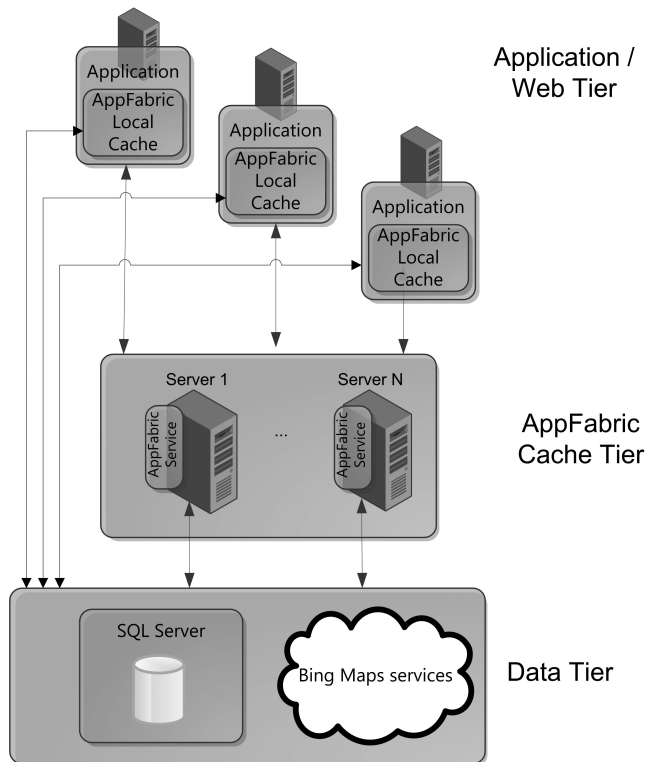 Application /
Web Tier
Application
AppFabric
Local
Cache
Application
AppFabric
Local
Cache
Application
AppFabric
Local
Cache
Server 1
Server N
AppFabric
Service
...
AppFabric
Service
AppFabric
Cache Tier
SQL Server
Bing Maps services
Data Tier